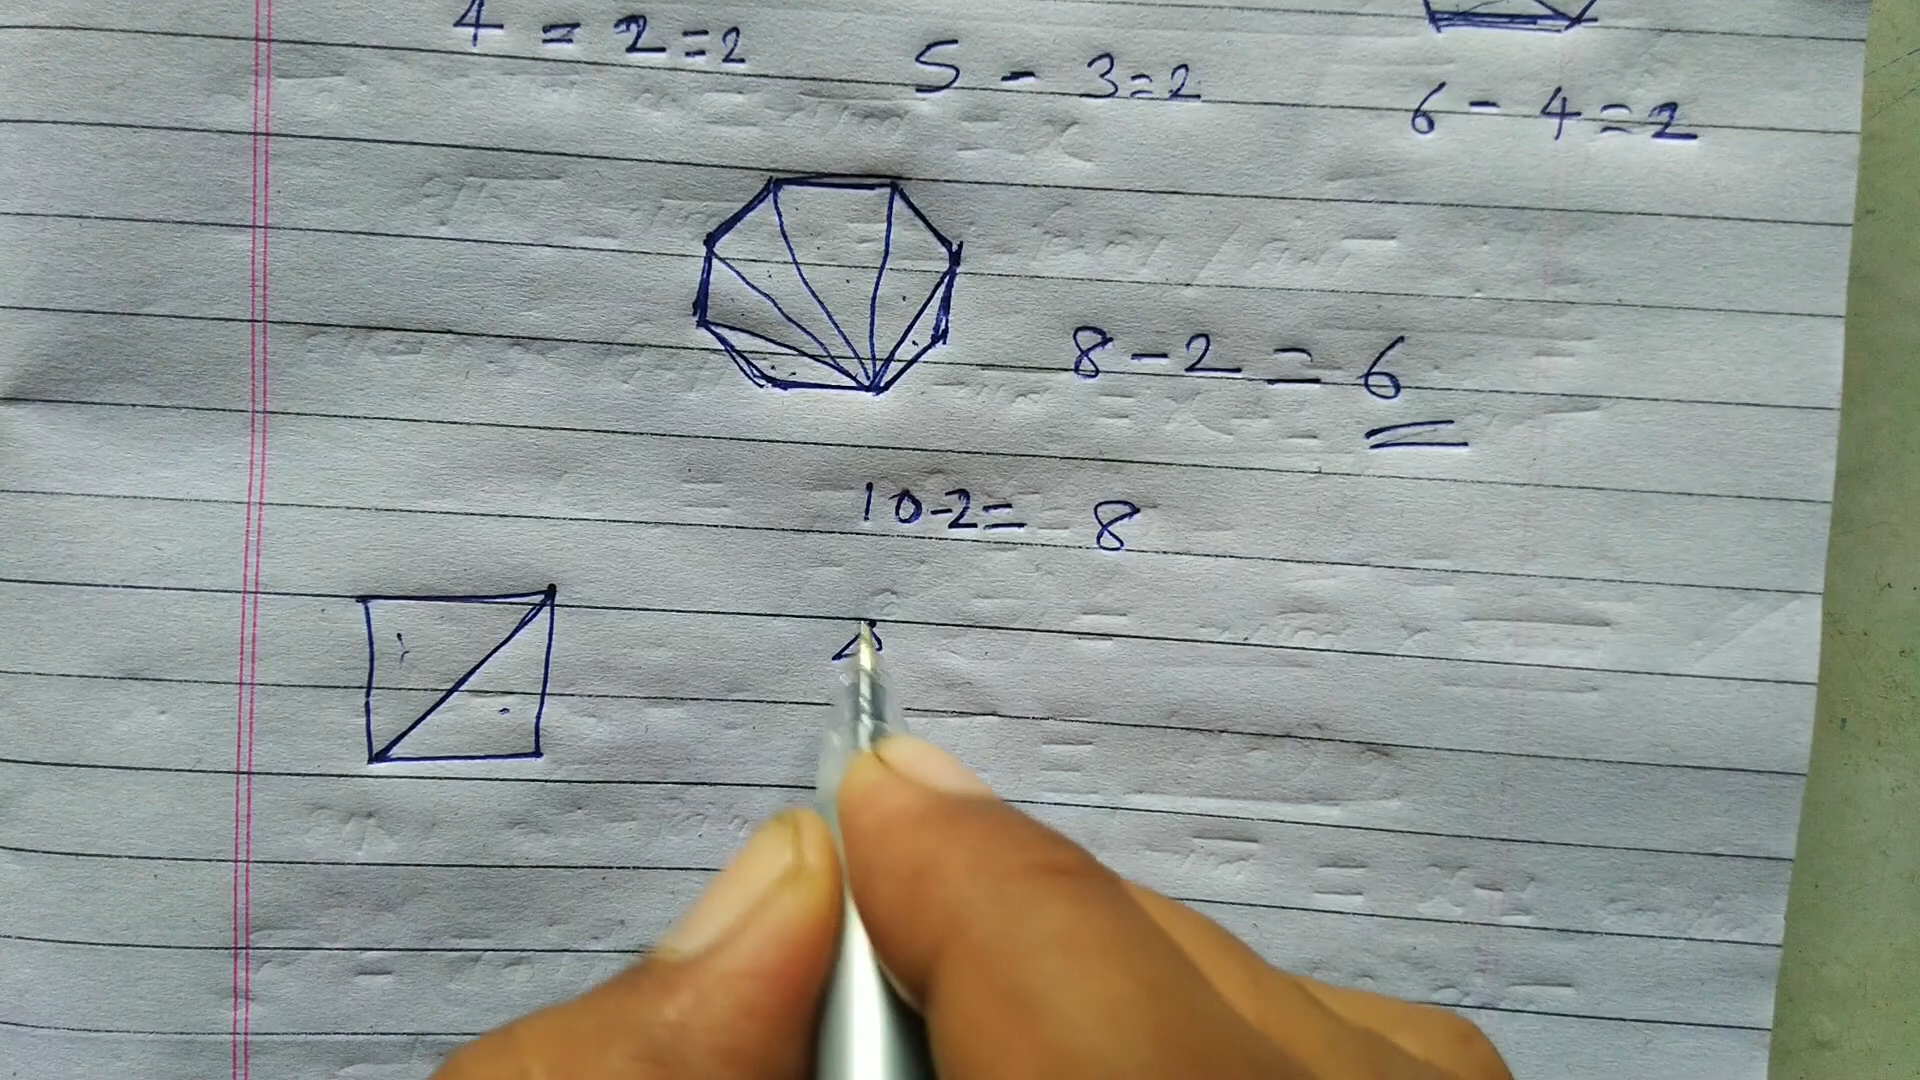 4 = 2=2
5 - 3=2
6 - 4=2
8-2 = 6
10-2= 8